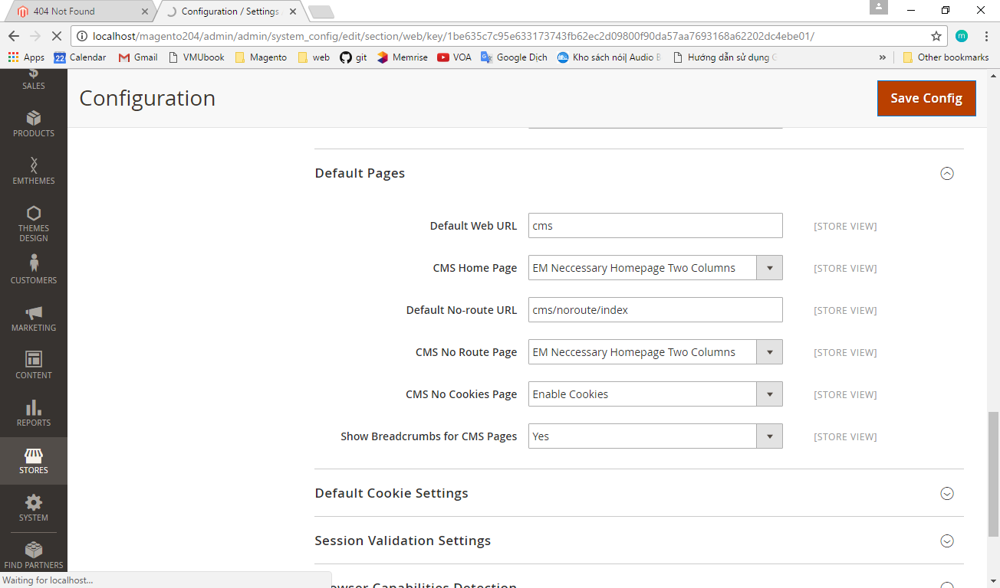 404 Not Found
Configuration / Settings
localhost/magento204/admin/admin/system_config/edit/section/web/key/1be635c7c95e633173743fb62ec2d09800f90da57aa7693168a62202dc4ebe01/
Apps Calendar Gmail VMUbook Magento web git Memrise VOA Google Dịch Kho sách nói| Audio Hướng dẫn sử dụng » Other bookmarks
22
m
SALES
PRODUCTS
EMTHEMES
THEMES
DESIGN
CUSTOMERS
MARKETING
CONTENT
REPORTS
STORES
SYSTEM
FIND PARTNERS
Configuration
Save Config
Default Pages
Default Web URL cms [STORE VIEW]
CMS Home Page EM Neccessary Homepage Two Columns [STORE VIEW]
Default No-route URL cms/noroute/index [STORE VIEW]
CMS No Route Page EM Neccessary Homepage Two Columns [STORE VIEW]
CMS No Cookies Page Enable Cookies [STORE VIEW]
Show Breadcrumbs for CMS Pages Yes [STORE VIEW]
Default Cookie Settings
Session Validation Settings
Capabilities Detection
Waiting for localhost...